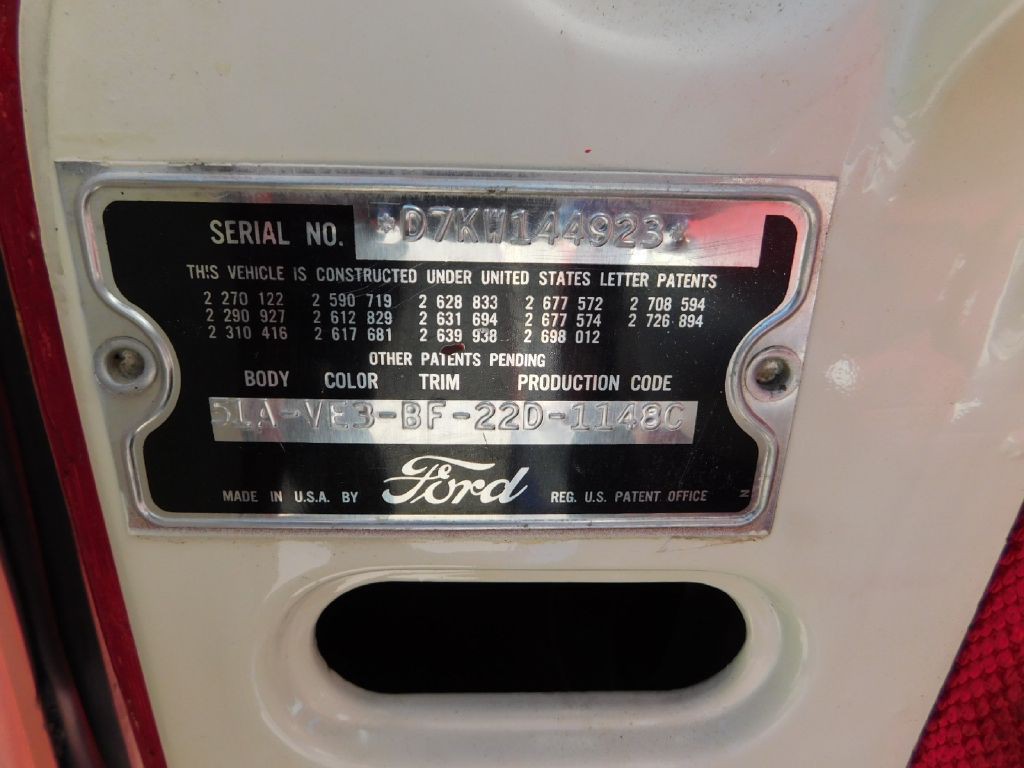 SERIAL NO. *D7KW144923*
THIS VEHICLE IS CONSTRUCTED UNDER UNITED STATES LETTER PATENTS
2 270 122 2 590 719 2 628 833 2 677 572 2 708 594
2 290 927 2 612 829 2 631 694 2 677 574 2 726 894
2 310 416 2 617 681 2 639 938 2 698 012
OTHER PATENTS PENDING
BODY COLOR TRIM PRODUCTION CODE
51A-VE3-BF-22D-1148C
MADE IN U.S.A. BY Ford REG. U.S. PATENT OFFICE N